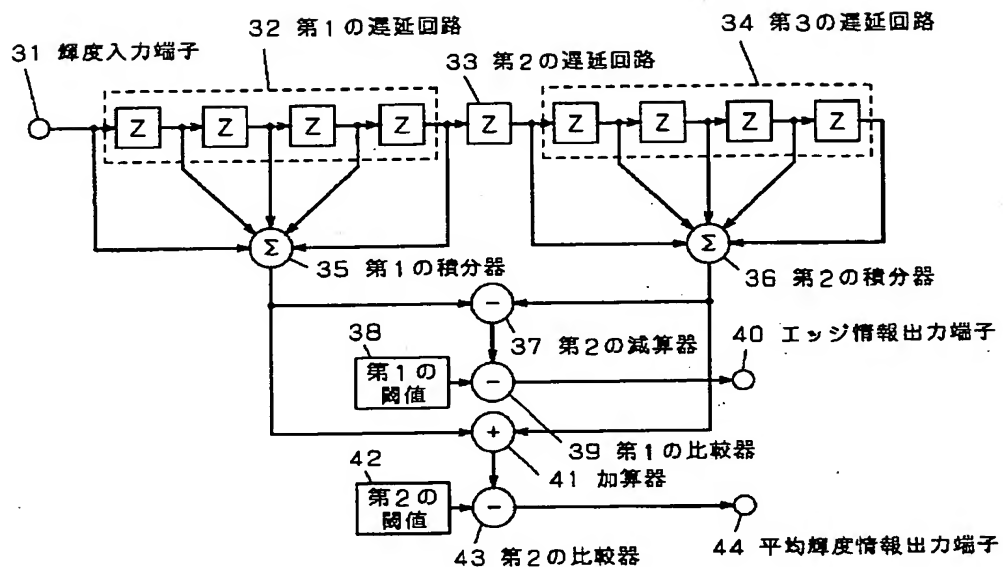 32 第1の遅延回路
34 第3の遅延回路
31 輝度入力端子
33 第2の遅延回路
Z Z Z Z Z Z Z Z Z
Σ Σ
35 第1の積分器
36 第2の積分器
−
37 第2の減算器
40 エッジ情報出力端子
38
第1の
閾値
−
39 第1の比較器
+
41 加算器
42
第2の
閾値
−
43 第2の比較器
44 平均輝度情報出力端子